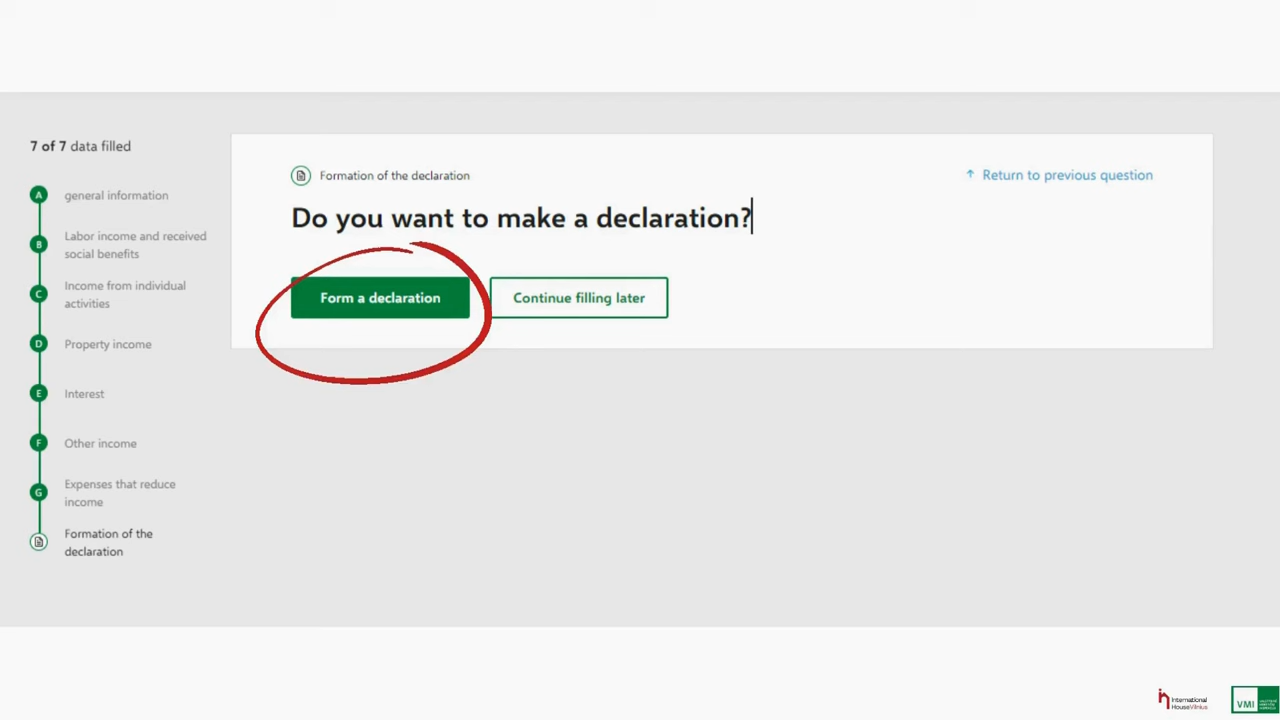 7 of 7 data filled
A general information
B Labor income and received
social benefits
C Income from individual
activities
D Property income
E Interest
F Other income
G Expenses that reduce
income
Formation of the
declaration
Formation of the declaration
↑ Return to previous question
Do you want to make a declaration?
Form a declaration
Continue filling later
International
House Vilnius
VMI